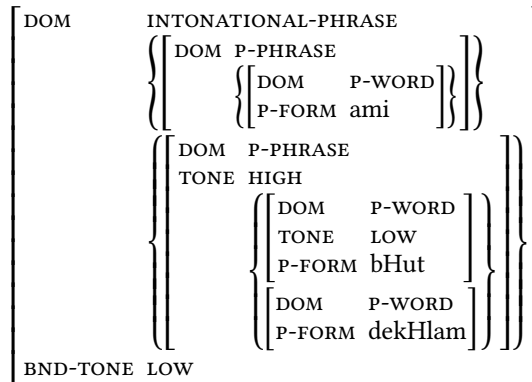 DOM INTONATIONAL-PHRASE
DOM P-PHRASE
DOM P-WORD
P-FORM ami
DOM P-PHRASE
TONE HIGH
DOM P-WORD
TONE LOW
P-FORM bHut
DOM P-WORD
P-FORM dekHlam
BND-TONE LOW